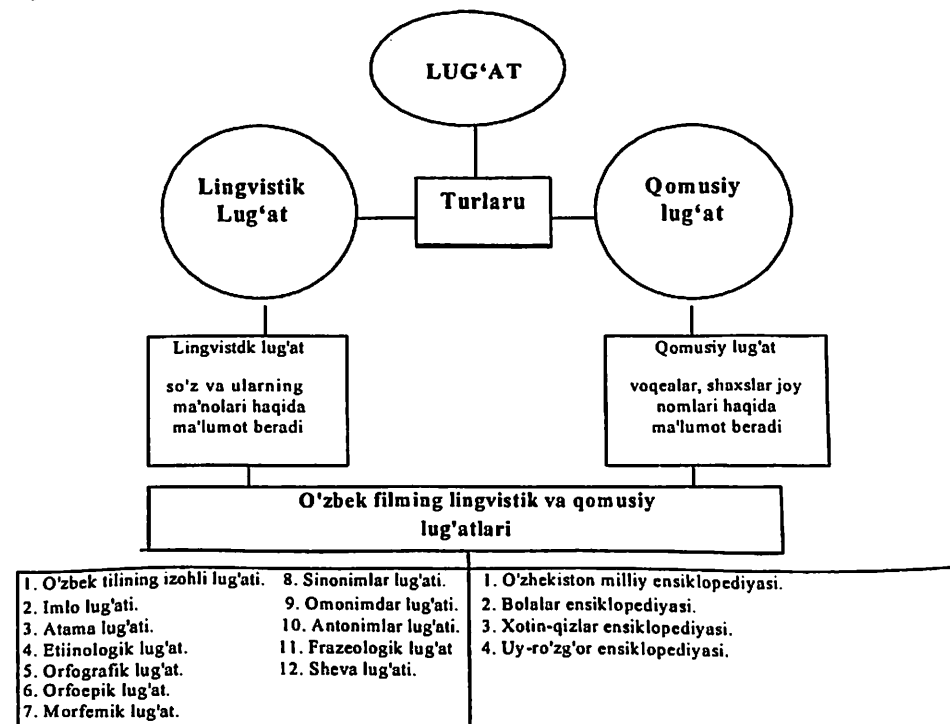 LUG‘AT
Lingvistik
Lug‘at
Turlaru
Qomusiy
lug‘at
Lingvistdk lug'at
so'z va ularning
ma'nolari haqida
ma'lumot beradi
Qomusiy lug'at
voqealar, shaxslar joy
nomlari haqida
ma'lumot beradi
O'zbek filming lingvistik va qomusiy
lug'atlari
1. O'zbek tilining izohli lug'ati.
2. Imlo lug'ati.
3. Atama lug'ati.
4. Etiinologik lug'at.
5. Orfografik lug'at.
6. Orfoepik lug'at.
7. Morfemik lug'at.
8. Sinonimlar lug'ati.
9. Omonimdar lug'ati.
10. Antonimlar lug'ati.
11. Frazeologik lug'at
12. Sheva lug'ati.
1. O'zhekiston milliy ensiklopediyasi.
2. Bolalar ensiklopediyasi.
3. Xotin-qizlar ensiklopediyasi.
4. Uy-ro'zg'or ensiklopediyasi.